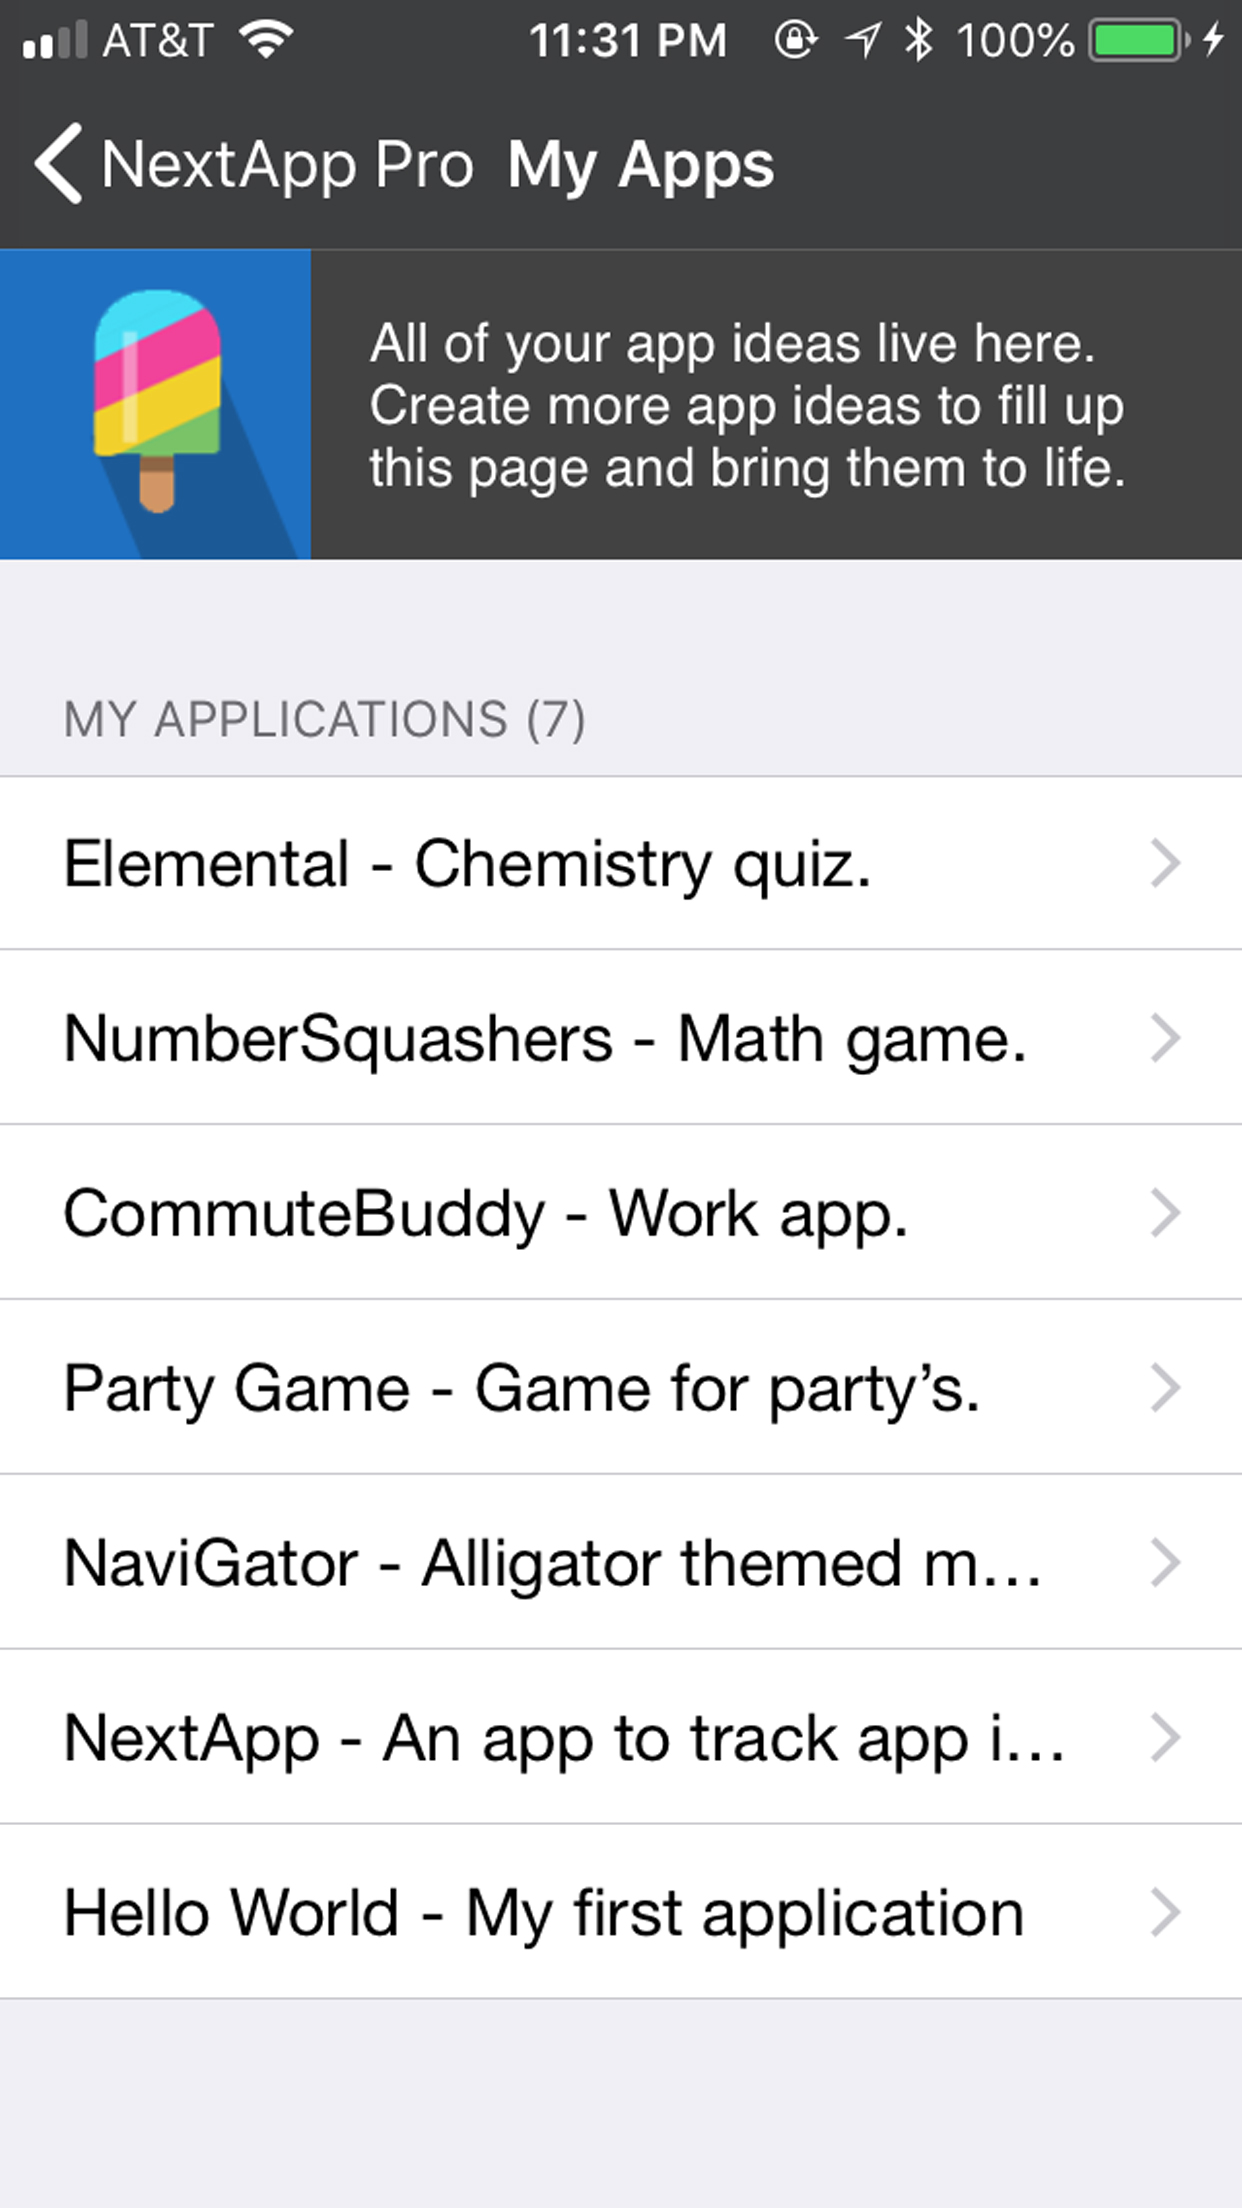 AT&T 11:31 PM 100%
NextApp Pro My Apps
All of your app ideas live here.
Create more app ideas to fill up
this page and bring them to life.
MY APPLICATIONS (7)
Elemental - Chemistry quiz.
NumberSquashers - Math game.
CommuteBuddy - Work app.
Party Game - Game for party’s.
NaviGator - Alligator themed m...
NextApp - An app to track app i...
Hello World - My first application